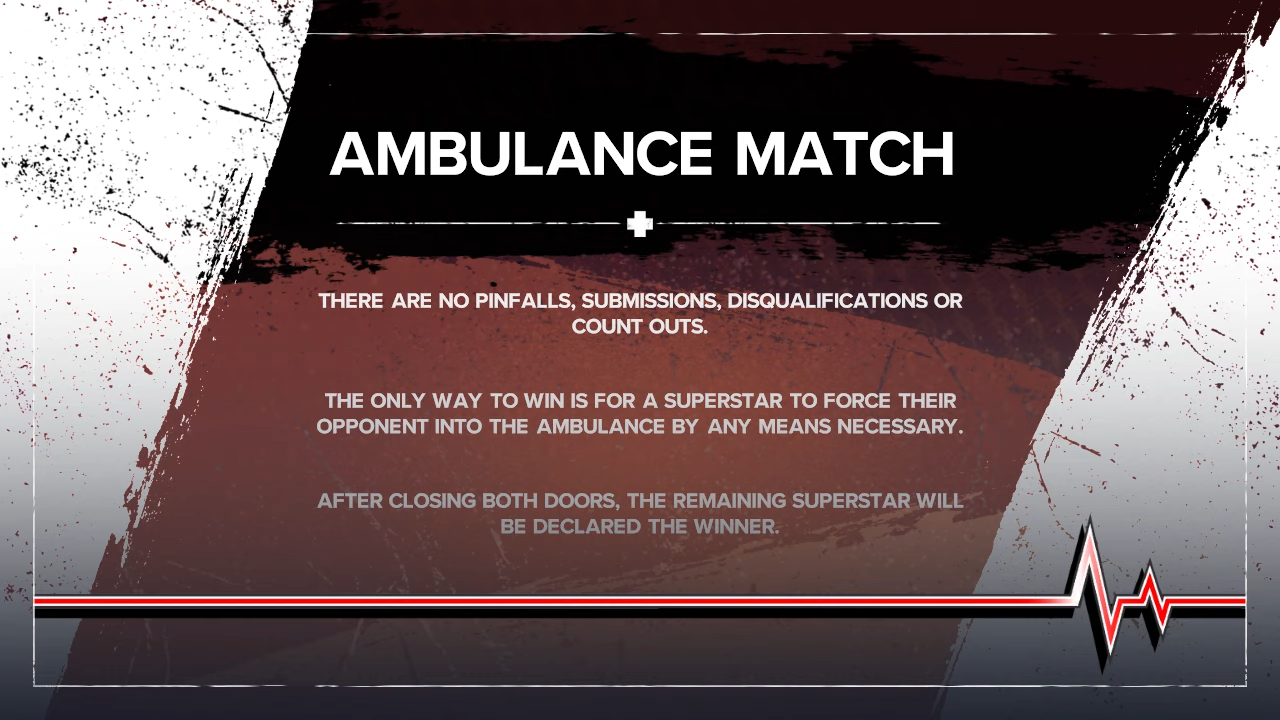 AMBULANCE MATCH
THERE ARE NO PINFALLS, SUBMISSIONS, DISQUALIFICATIONS OR
COUNT OUTS.
THE ONLY WAY TO WIN IS FOR A SUPERSTAR TO FORCE THEIR
OPPONENT INTO THE AMBULANCE BY ANY MEANS NECESSARY.
AFTER CLOSING BOTH DOORS, THE REMAINING SUPERSTAR WILL
BE DECLARED THE WINNER.